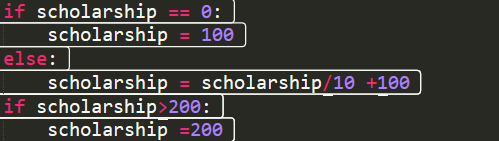 if scholarship == 0:
    scholarship = 100
else:
    scholarship = scholarship/10 +100
if scholarship>200:
    scholarship =200